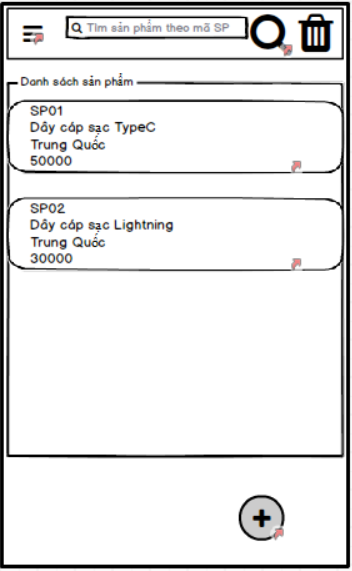 Tìm sản phẩm theo mã SP
Danh sách sản phẩm
SP01
Dây cáp sạc TypeC
Trung Quốc
50000
SP02
Dây cáp sạc Lightning
Trung Quốc
30000